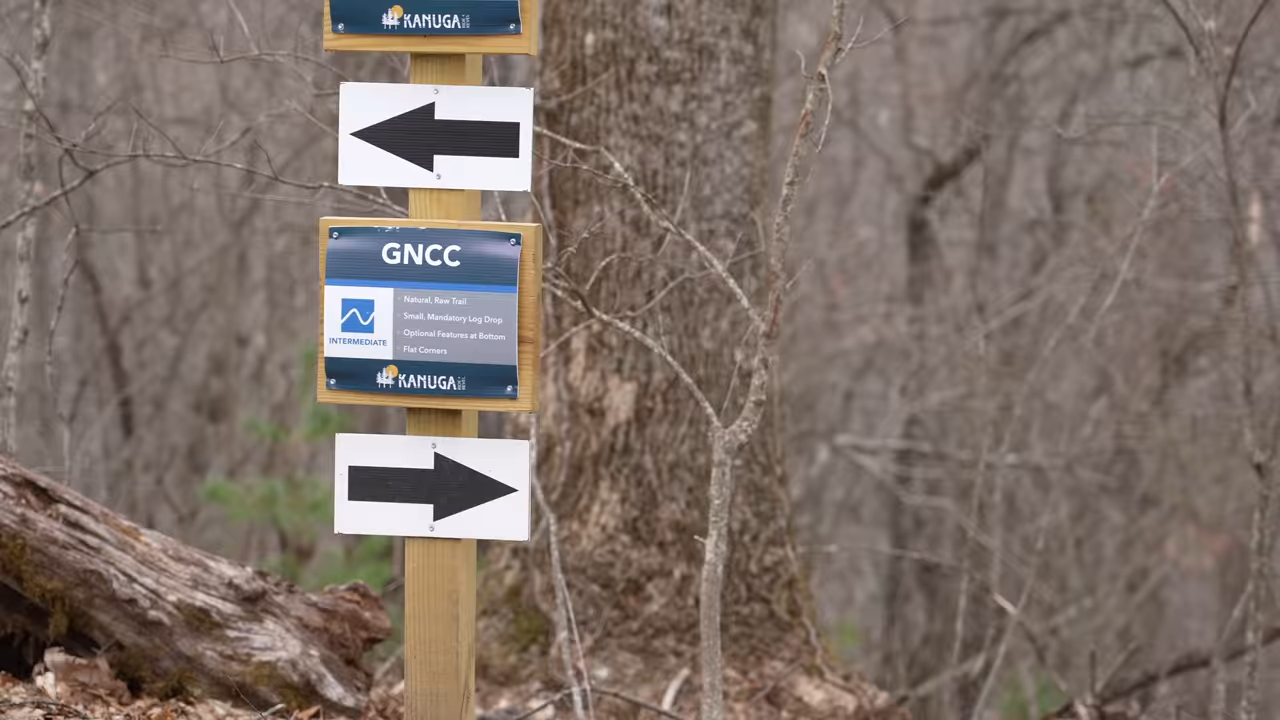 KANUGA
GNCC
Natural, Raw Trail
Small, Mandatory Log Drop
Optional Features at Bottom
Flat Corners
INTERMEDIATE
KANUGA